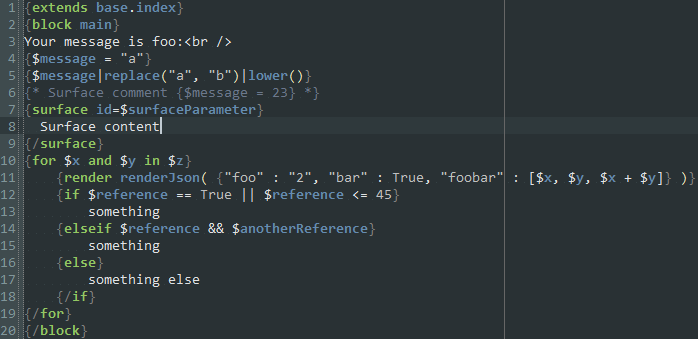 1 {extends base.index}
2 {block main}
3 Your message is foo:<br />
4 {$message = "a"}
5 {$message|replace("a", "b")|lower()}
6 {* Surface comment {$message = 23} *}
7 {surface id=$surfaceParameter}
8   Surface content
9 {/surface}
10 {for $x and $y in $z}
11     {render renderJson( {"foo" : "2", "bar" : True, "foobar" : [$x, $y, $x + $y]} )}
12     {if $reference == True || $reference <= 45}
13         something
14     {elseif $reference && $anotherReference}
15         something
16     {else}
17         something else
18     {/if}
19 {/for}
20 {/block}